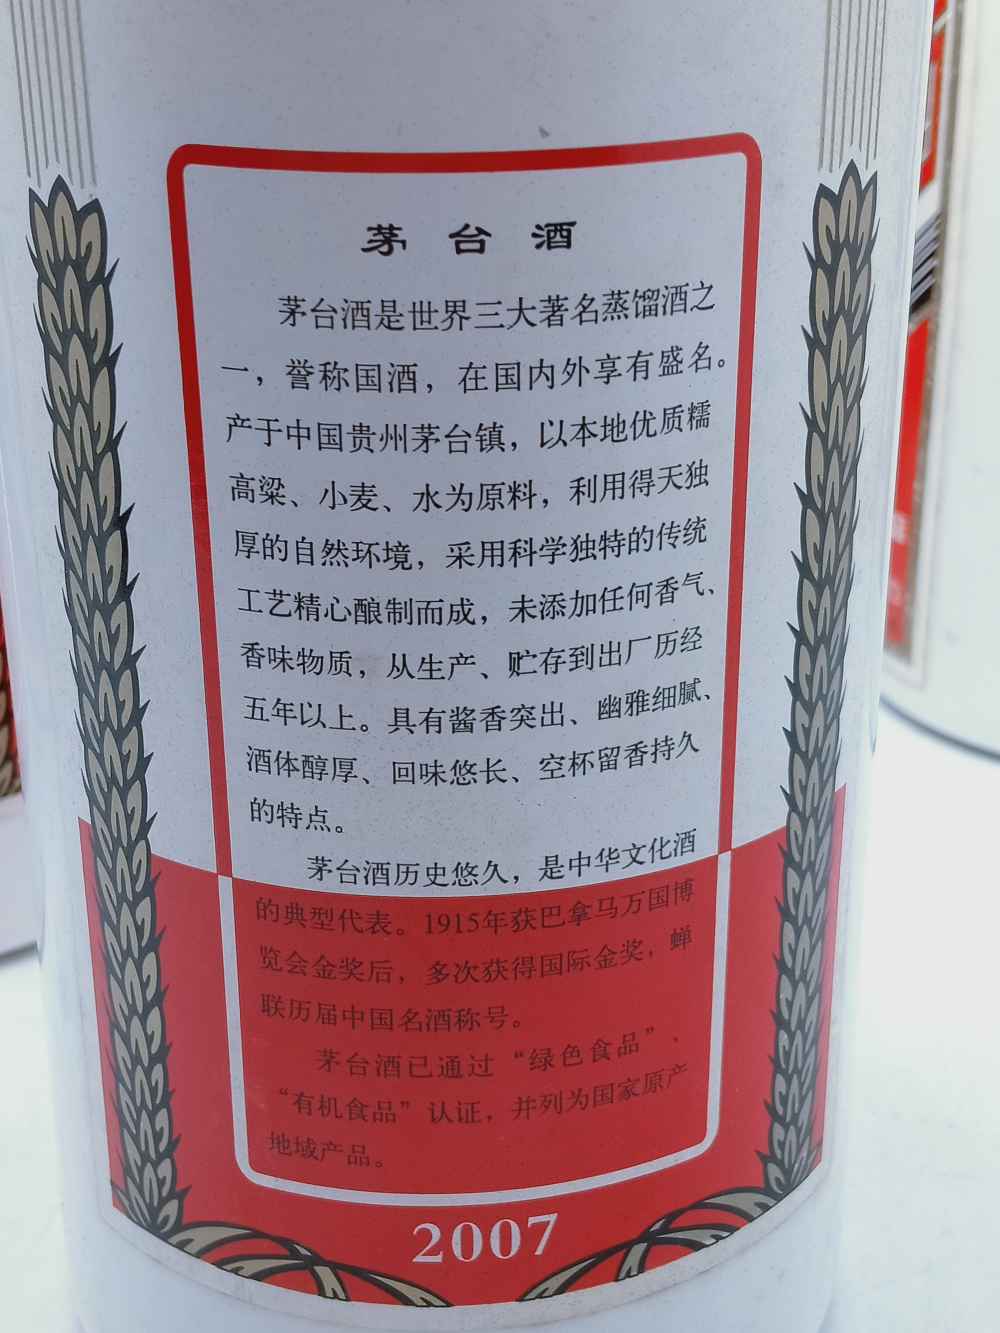 茅台酒
茅台酒是世界三大著名蒸馏酒之
一，誉称国酒，在国内外享有盛名。
产于中国贵州茅台镇，以本地优质糯
高粱、小麦、水为原料，利用得天独
厚的自然环境，采用科学独特的传统
工艺精心酿制而成，未添加任何香气、
香味物质，从生产、贮存到出厂历经
五年以上。具有酱香突出、幽雅细腻、
酒体醇厚、回味悠长、空杯留香持久
的特点。
茅台酒历史悠久，是中华文化酒
的典型代表。1915年获巴拿马万国博
览会金奖后，多次获得国际金奖，蝉
联历届中国名酒称号。
茅台酒已通过“绿色食品”、
“有机食品”认证，并列为国家原产
地域产品。
2007